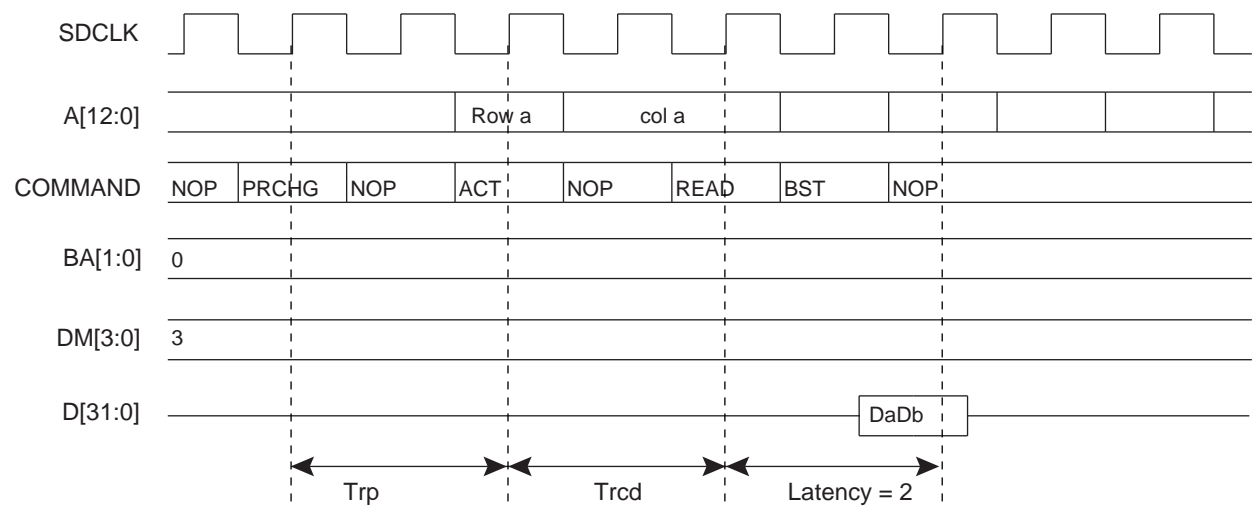 SDCLK
A[12:0] Row a col a
COMMAND NOP PRCHG NOP ACT NOP READ BST NOP
BA[1:0] 0
DM[3:0] 3
D[31:0] DaDb
Trp Trcd Latency = 2